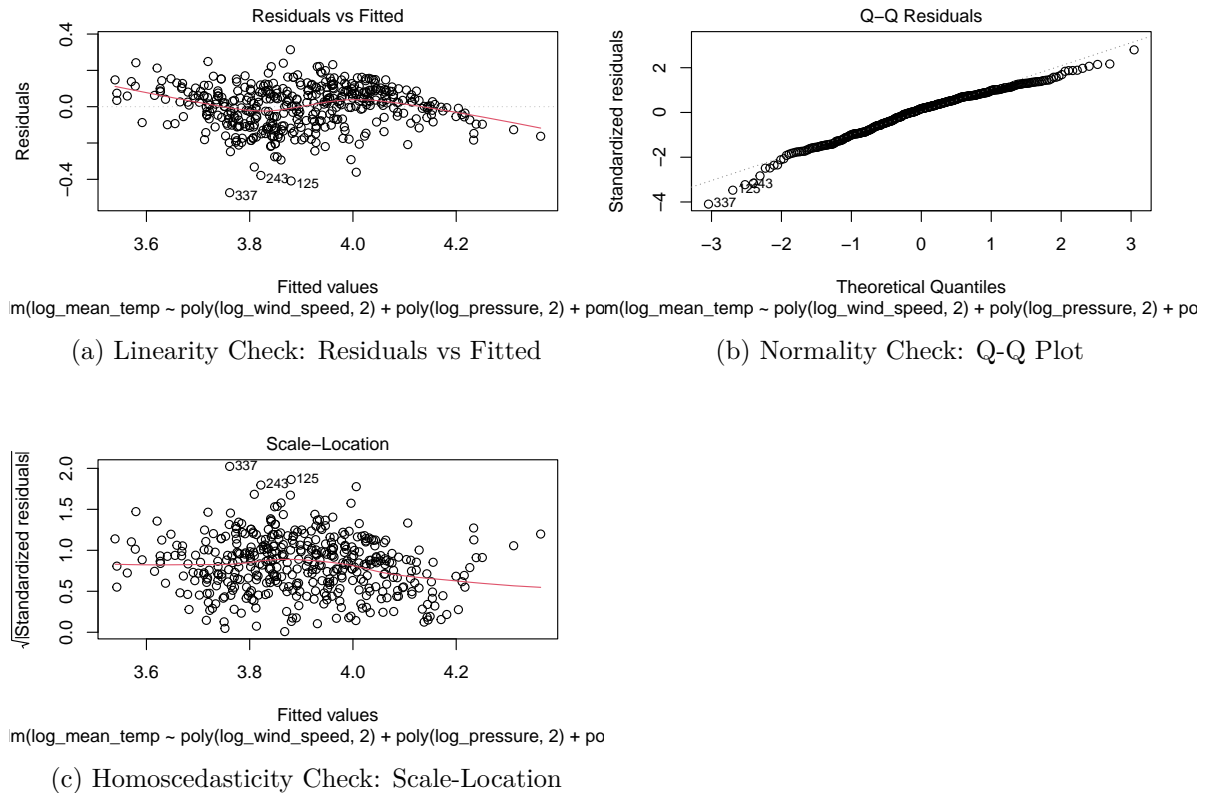 Residuals vs Fitted
Residuals
0.4
0.0
−0.4
243
125
337
3.6 3.8 4.0 4.2
Fitted values
lm(log_mean_temp ~ poly(log_wind_speed, 2) + poly(log_pressure, 2) + po
(a) Linearity Check: Residuals vs Fitted
Q−Q Residuals
Standardized residuals
2
0
−2
−4
243
125
337
−3 −2 −1 0 1 2 3
Theoretical Quantiles
m(log_mean_temp ~ poly(log_wind_speed, 2) + poly(log_pressure, 2) + po
(b) Normality Check: Q-Q Plot
Scale−Location
√|Standardized residuals|
2.0
1.5
1.0
0.5
0.0
337
243
125
3.6 3.8 4.0 4.2
Fitted values
lm(log_mean_temp ~ poly(log_wind_speed, 2) + poly(log_pressure, 2) + po
(c) Homoscedasticity Check: Scale-Location